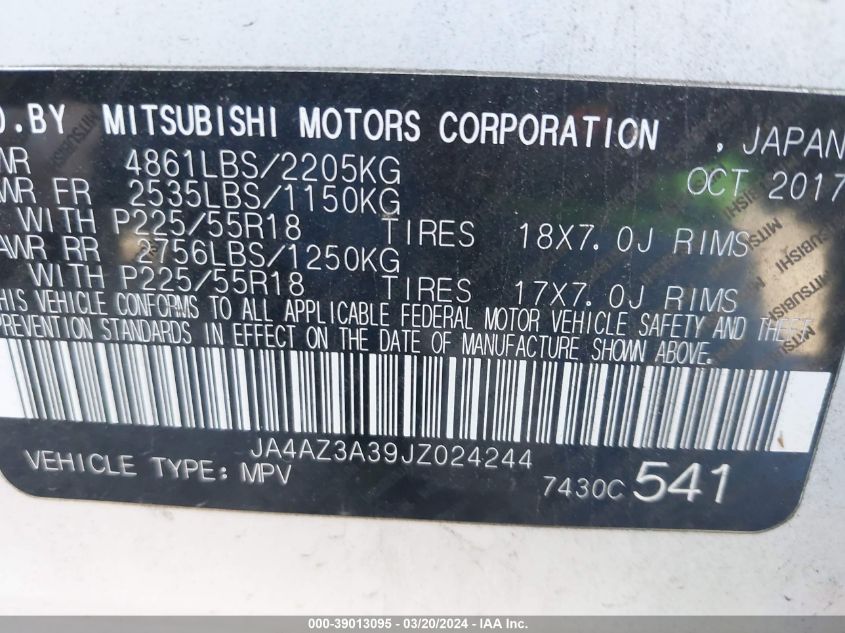 D.BY MITSUBISHI MOTORS CORPORATION , JAPAN
WR 4861LBS/2205KG OCT 2017
WR FR 2535LBS/1150KG
WITH P225/55R18 TIRES 18X7.0J RIMS
AWR RR 2756LBS/1250KG
WITH P225/55R18 TIRES 17X7.0J RIMS
THIS VEHICLE CONFORMS TO ALL APPLICABLE FEDERAL MOTOR VEHICLE SAFETY AND THEFT
PREVENTION STANDARDS IN EFFECT ON THE DATE OF MANUFACTURE SHOWN ABOVE.
JA4AZ3A39JZ024244
VEHICLE TYPE: MPV 7430C 541
000-39013095 - 03/20/2024 - IAA Inc.